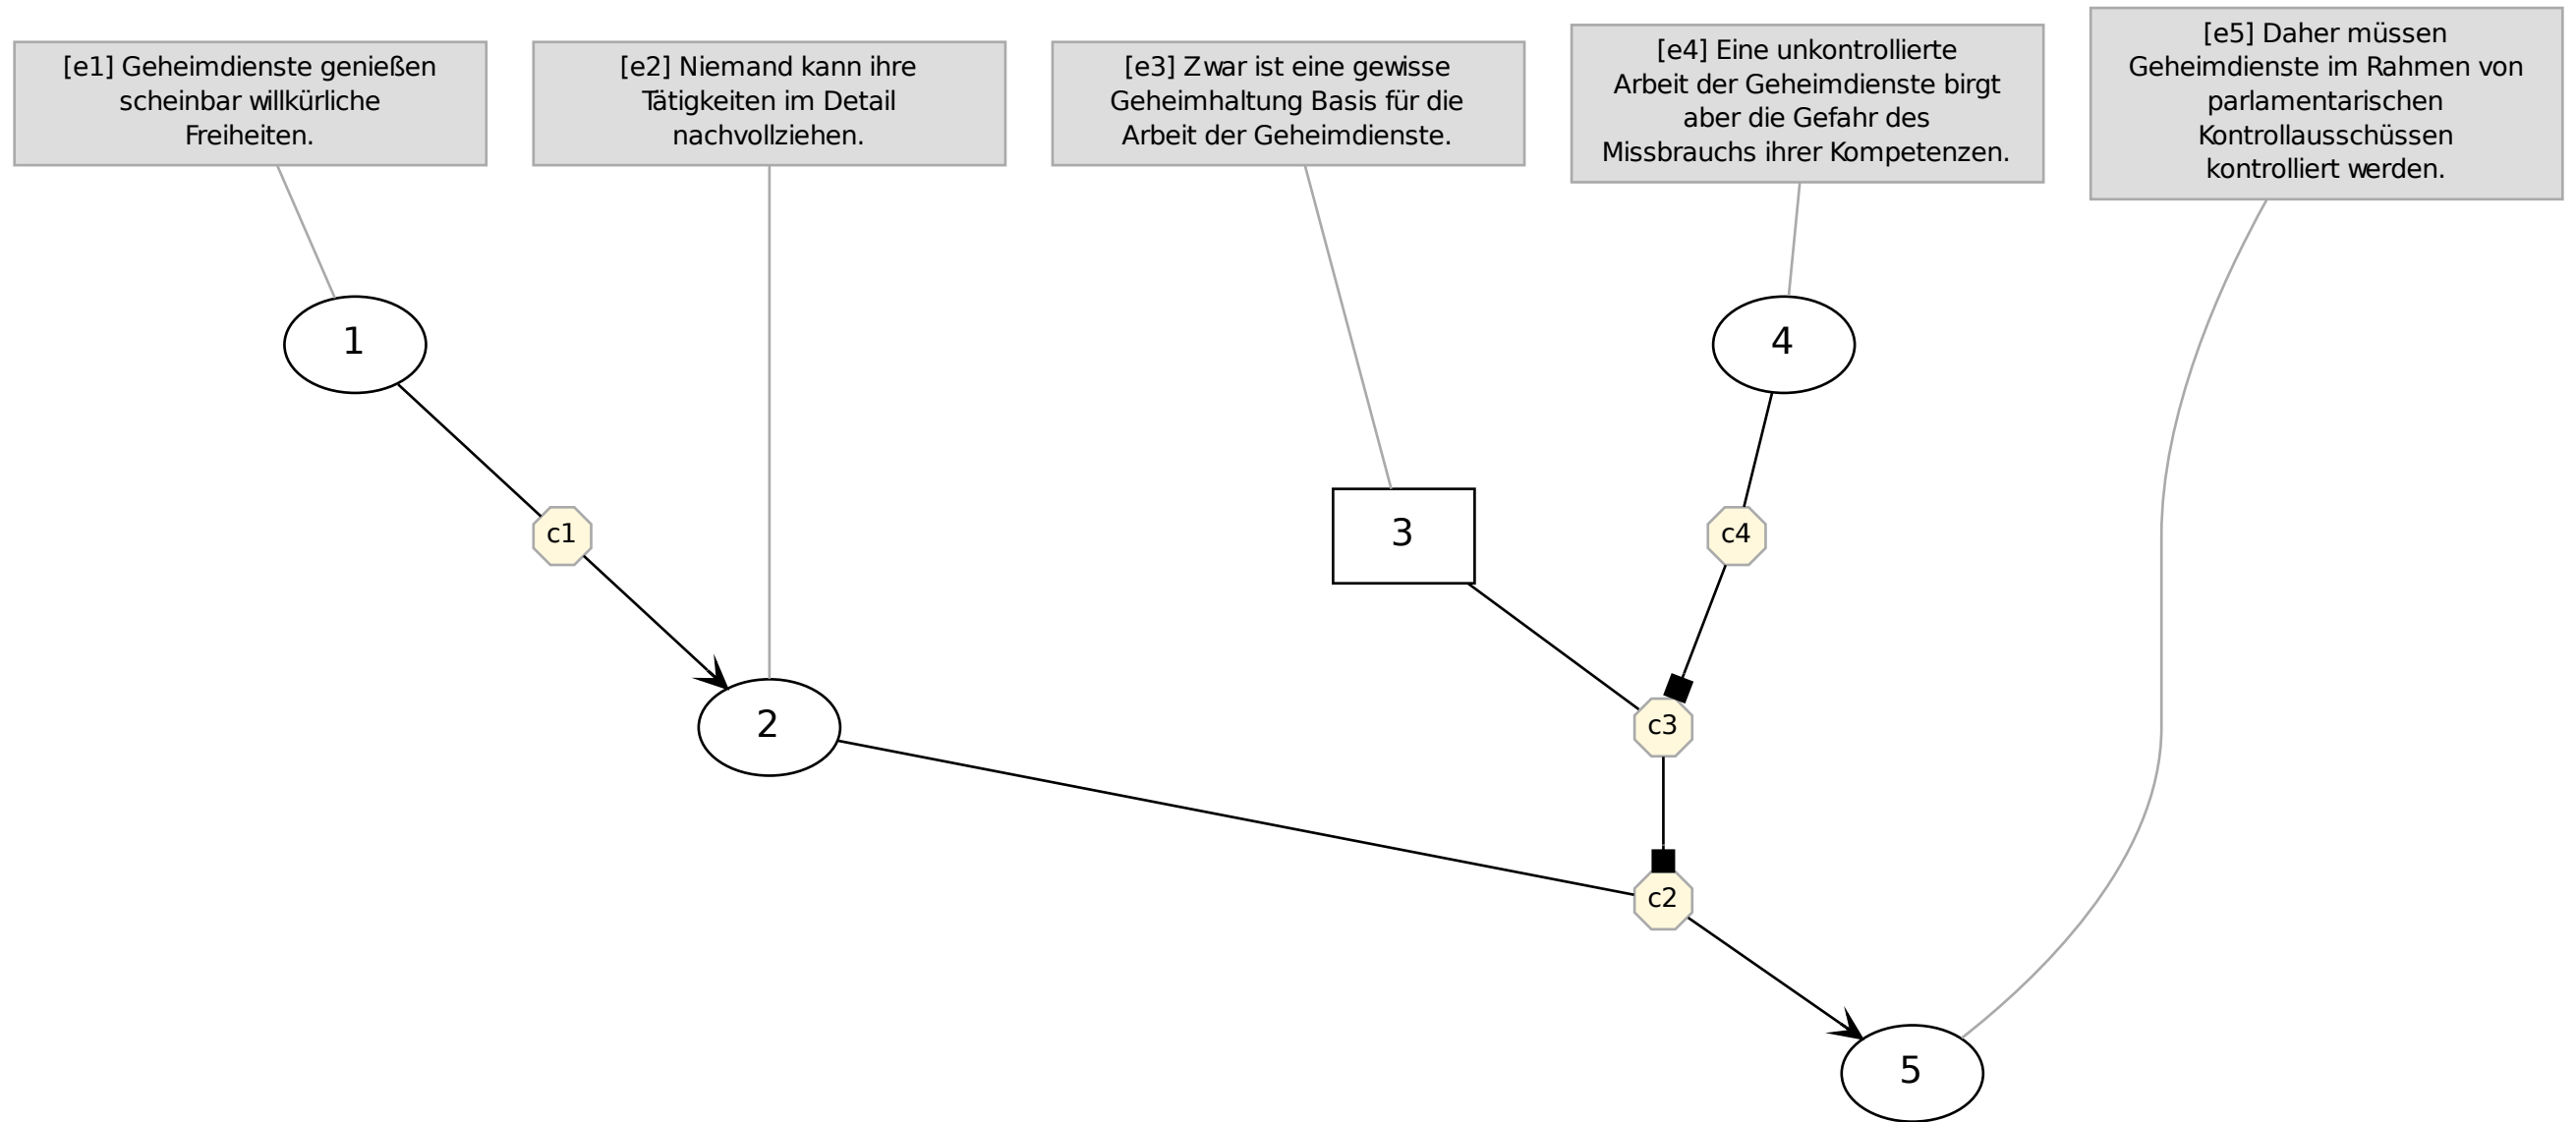 [e1] Geheimdienste genießen
scheinbar willkürliche
Freiheiten.
[e2] Niemand kann ihre
Tätigkeiten im Detail
nachvollziehen.
[e3] Zwar ist eine gewisse
Geheimhaltung Basis für die
Arbeit der Geheimdienste.
[e4] Eine unkontrollierte
Arbeit der Geheimdienste birgt
aber die Gefahr des
Missbrauchs ihrer Kompetenzen.
[e5] Daher müssen
Geheimdienste im Rahmen von
parlamentarischen
Kontrollausschüssen
kontrolliert werden.
1
4
c1
3
c4
2
c3
c2
5